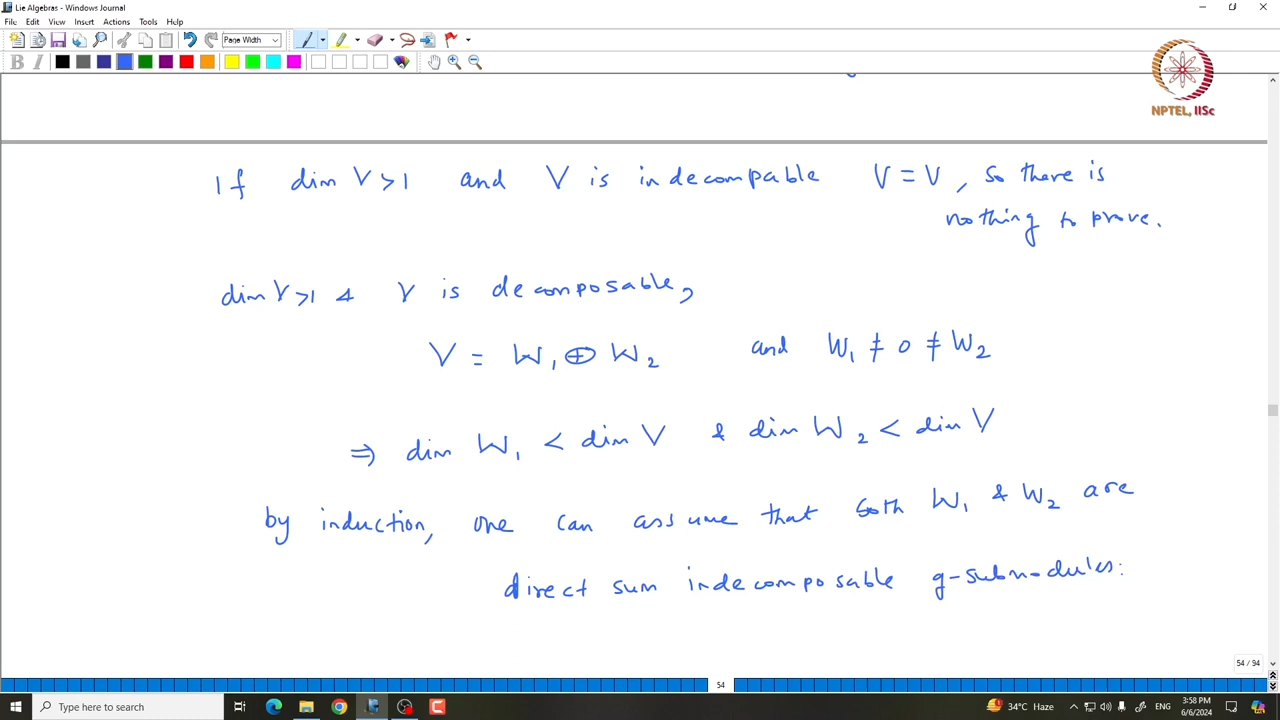 Lie Algebras - Windows Journal
File Edit View Insert Actions Tools Help
Page Width
B I
NPTEL, IISc
If dim V > 1 and V is indecompable V = V, so there is
nothing to prove.
dim V > 1 & V is decomposable,
V = W₁ ⊕ W₂ and W₁ ≠ 0 ≠ W₂
⇒ dim W₁ < dim V & dim W₂ < dim V
by induction, one can assume that both W₁ & W₂ are
direct sum indecomposable g-submodules.
54 / 94
54
Type here to search
34°C Haze
ENG
3:58 PM
6/6/2024